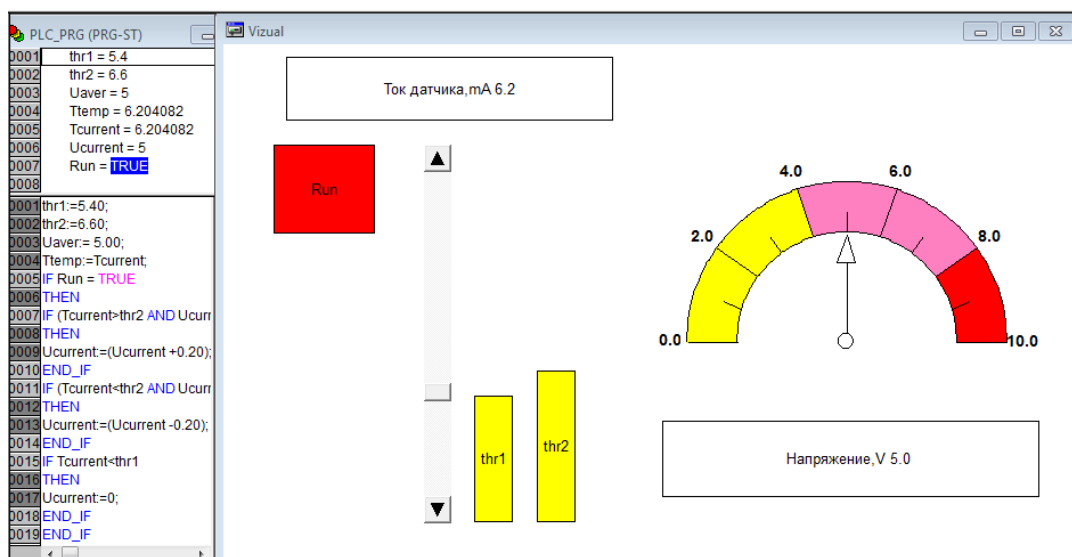 PLC_PRG (PRG-ST)
0001 thr1 = 5.4
0002 thr2 = 6.6
0003 Uaver = 5
0004 Ttemp = 6.204082
0005 Tcurrent = 6.204082
0006 Ucurrent = 5
0007 Run = TRUE
0008
0001 thr1:=5.40;
0002 thr2:=6.60;
0003 Uaver:= 5.00;
0004 Ttemp:=Tcurrent;
0005 IF Run = TRUE
0006 THEN
0007 IF (Tcurrent>thr2 AND Ucurr
0008 THEN
0009 Ucurrent:=(Ucurrent +0.20);
0010 END_IF
0011 IF (Tcurrent<thr2 AND Ucurr
0012 THEN
0013 Ucurrent:=(Ucurrent -0.20);
0014 END_IF
0015 IF Tcurrent<thr1
0016 THEN
0017 Ucurrent:=0;
0018 END_IF
0019 END_IF
Vizual
Ток датчика,mA 6.2
Run
thr1
thr2
0.0
2.0
4.0
6.0
8.0
10.0
Напряжение,V 5.0